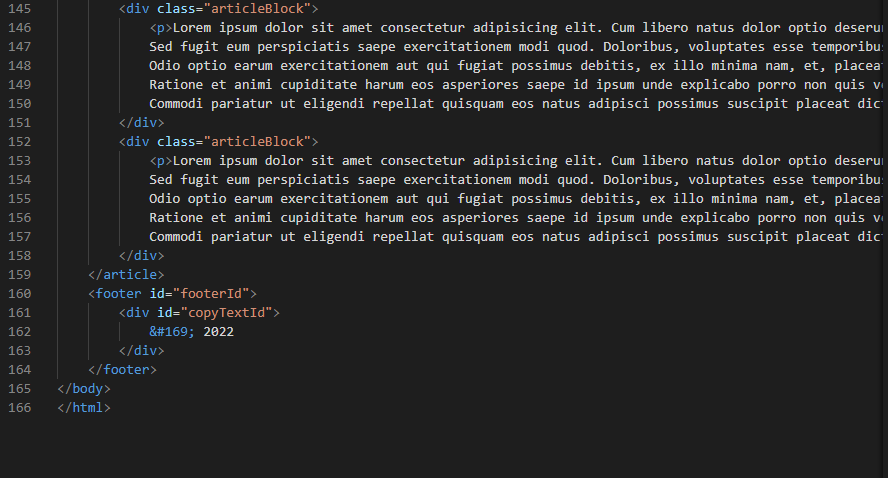 145 <div class="articleBlock">
146 <p>Lorem ipsum dolor sit amet consectetur adipisicing elit. Cum libero natus dolor optio
147 Sed fugit eum perspiciatis saepe exercitationem modi quod. Doloribus, voluptates esse
148 Odio optio earum exercitationem aut qui fugiat possimus debitis, ex illo minima nam, et,
149 Ratione et animi cupiditate harum eos asperiores saepe id ipsum unde explicabo porro non quis
150 Commodi pariatur ut eligendi repellat quisquam eos natus adipisci possimus suscipit placeat
151 </div>
152 <div class="articleBlock">
153 <p>Lorem ipsum dolor sit amet consectetur adipisicing elit. Cum libero natus dolor optio
154 Sed fugit eum perspiciatis saepe exercitationem modi quod. Doloribus, voluptates esse
155 Odio optio earum exercitationem aut qui fugiat possimus debitis, ex illo minima nam, et,
156 Ratione et animi cupiditate harum eos asperiores saepe id ipsum unde explicabo porro non quis
157 Commodi pariatur ut eligendi repellat quisquam eos natus adipisci possimus suscipit placeat
158 </div>
159 </article>
160 <footer id="footerId">
161 <div id="copyTextId">
162 &#169; 2022
163 </div>
164 </footer>
165 </body>
166 </html>